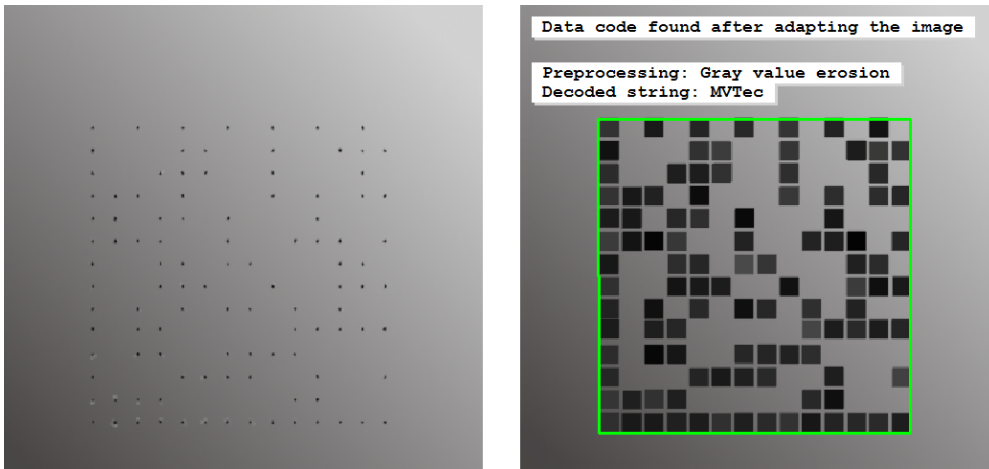 Data code found after adapting the image
Preprocessing: Gray value erosion
Decoded string: MVTec